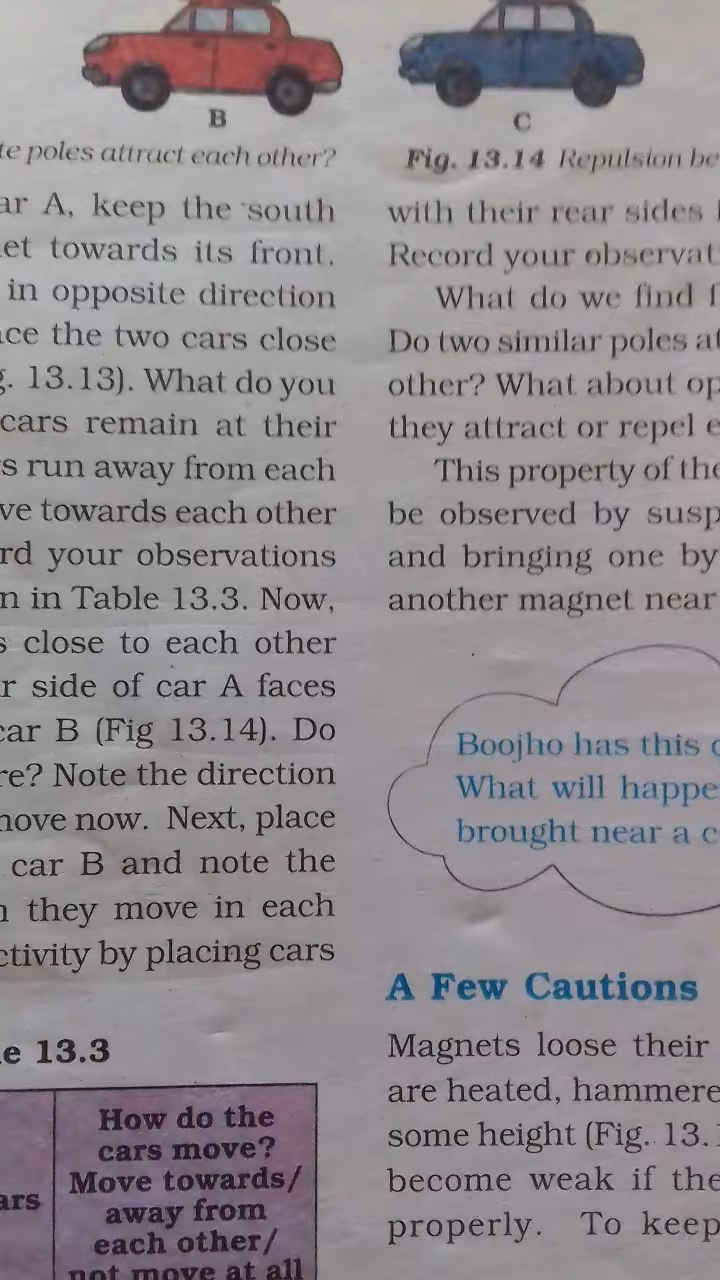 B
te poles attract each other?
ar A, keep the south
et towards its front.
in opposite direction
ace the two cars close
g. 13.13). What do you
cars remain at their
s run away from each
ve towards each other
rd your observations
n in Table 13.3. Now,
s close to each other
r side of car A faces
car B (Fig 13.14). Do
re? Note the direction
move now. Next, place
car B and note the
n they move in each
ctivity by placing cars
e 13.3
ars
How do the
cars move?
Move towards/
away from
each other/
not move at all
C
Fig. 13.14 Repulsion be
with their rear sides
Record your observat
What do we find f
Do two similar poles at
other? What about op
they attract or repel e
This property of the
be observed by susp
and bringing one by
another magnet near
Boojho has this
What will happe
brought near a c
A Few Cautions
Magnets loose their
are heated, hammere
some height (Fig. 13.1
become weak if the
properly. To keep